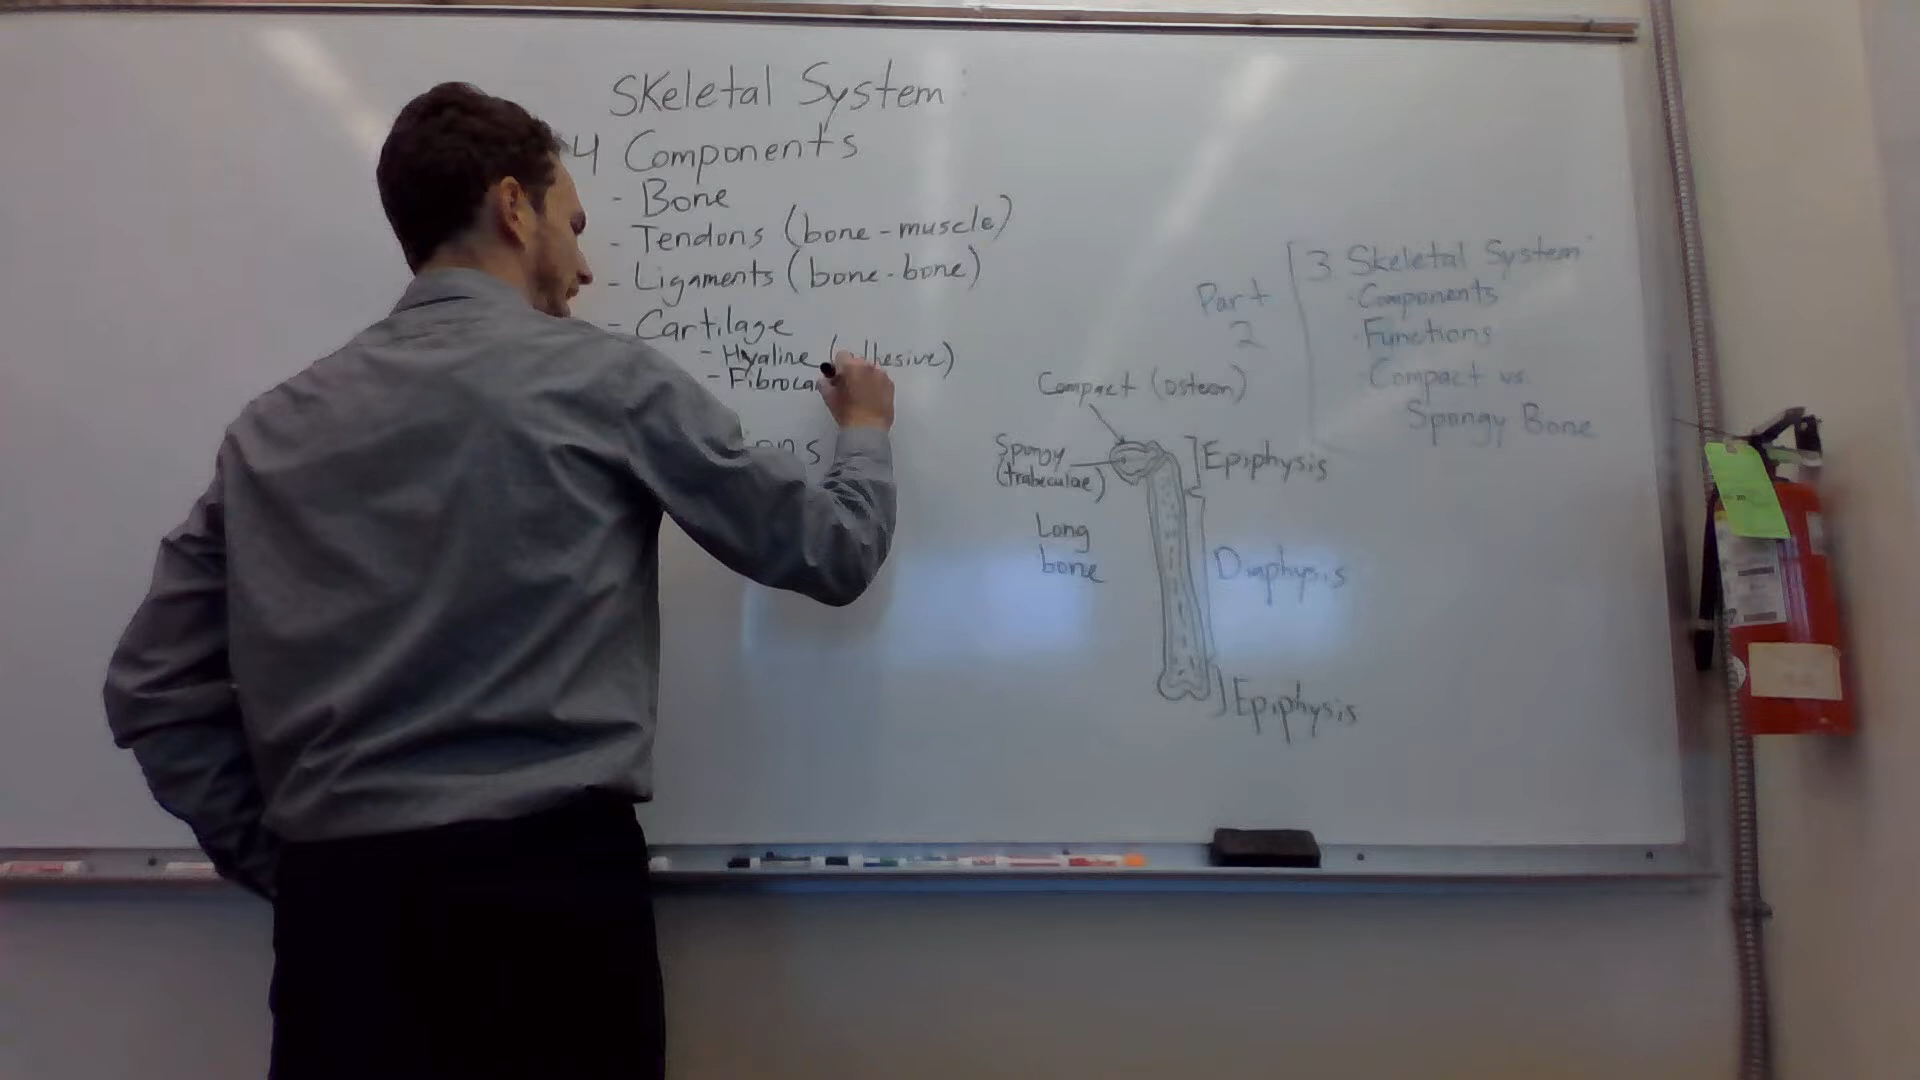 Skeletal System:
4 Components
- Bone
- Tendons (bone-muscle)
- Ligaments (bone-bone)
- Cartilage
- Hyaline
- Fibroca
Part
2
3 Skeletal System
· Components
· Functions
· Compact vs.
Spongy Bone
Compact (osteon)
Spongy
(trabeculae)
Long
bone
Epiphysis
Diaphysis
Epiphysis